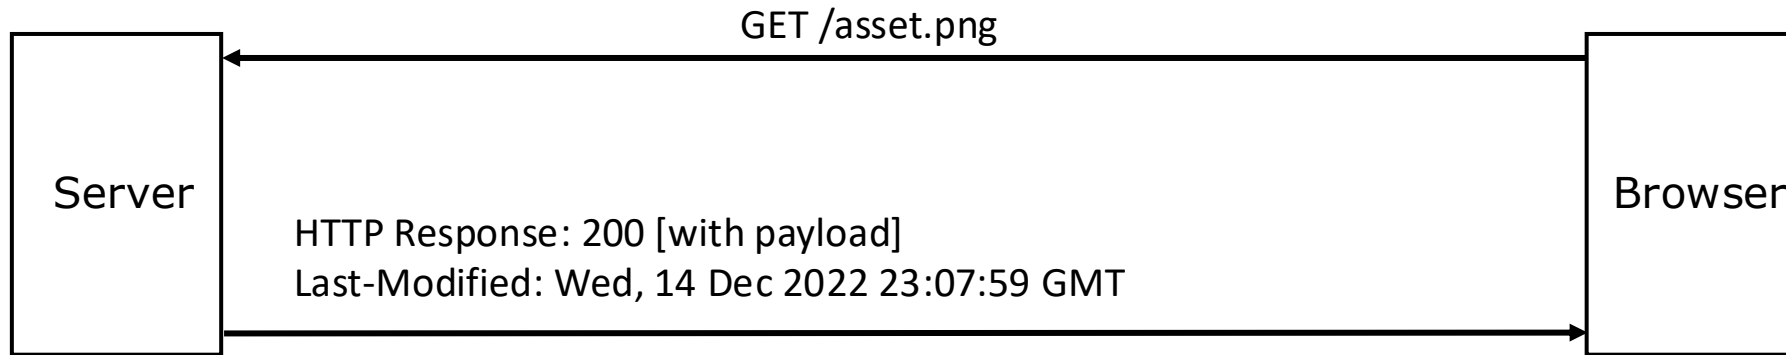 GET /asset.png
Server
Browser
HTTP Response: 200 [with payload]
Last-Modified: Wed, 14 Dec 2022 23:07:59 GMT